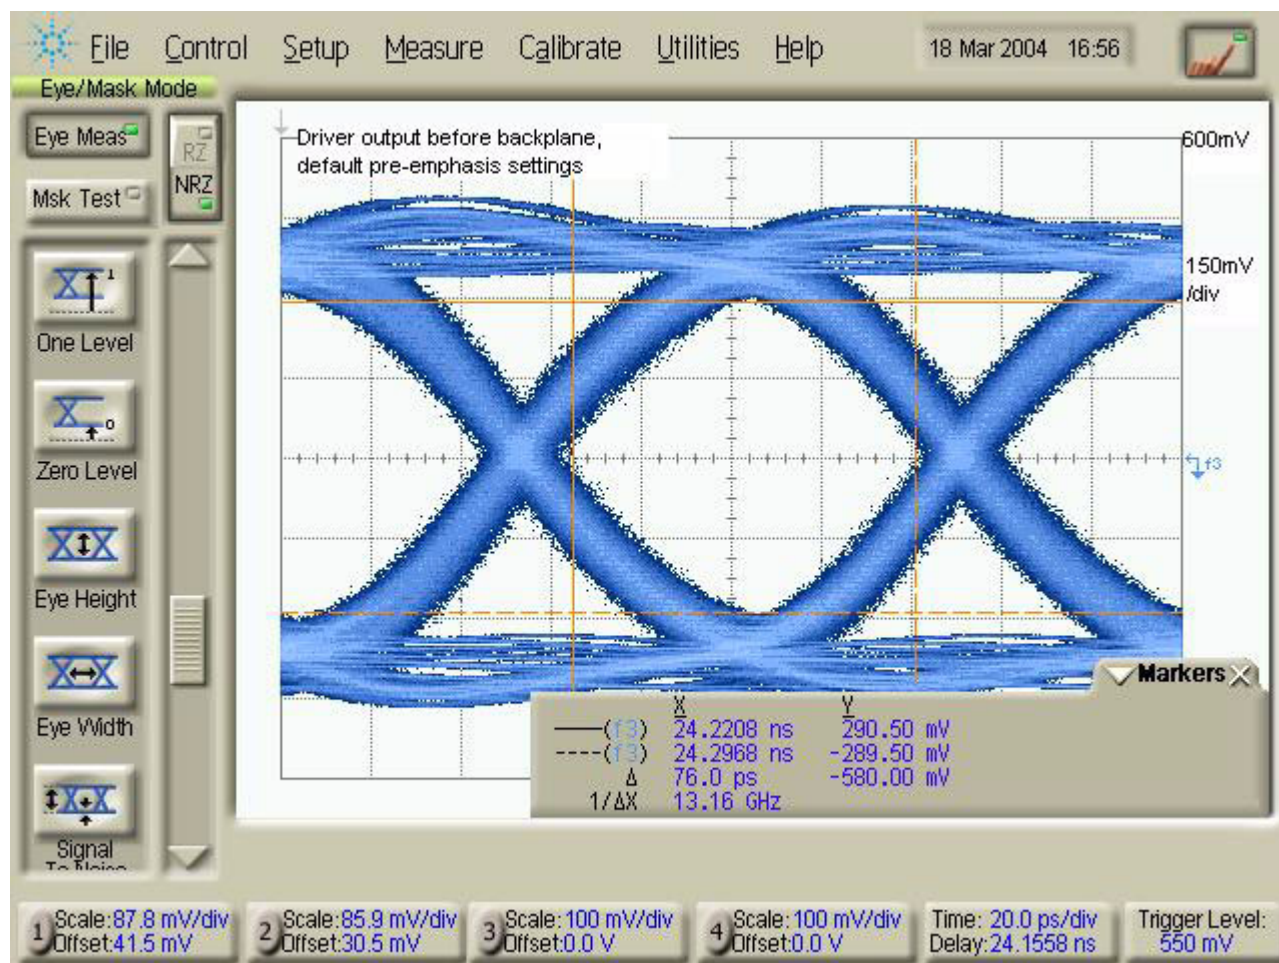 File Control Setup Measure Calibrate Utilities Help 18 Mar 2004 16:56
Eye/Mask Mode
Eye Meas
RZ
NRZ
Msk Test
1
One Level
0
Zero Level
Eye Height
Eye Width
Signal
To Noise
Driver output before backplane,
default pre-emphasis settings
600mV
150mV
/div
f3
Markers
X Y
(f3) 24.2208 ns 290.50 mV
----(f3) 24.2968 ns -289.50 mV
Δ 76.0 ps -580.00 mV
1/ΔX 13.16 GHz
1 Scale:87.8 mV/div
Offset:41.5 mV
2 Scale:85.9 mV/div
Offset:30.5 mV
3 Scale: 100 mV/div
Offset:0.0 V
4 Scale: 100 mV/div
Offset:0.0 V
Time: 20.0 ps/div
Delay:24.1558 ns
Trigger Level:
550 mV